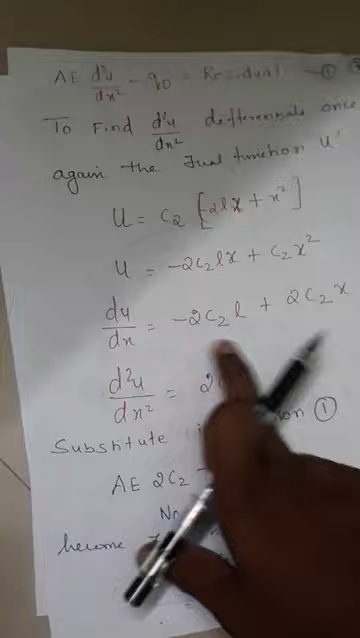 AE d²u/dx² - q0 = Residual - ①
To Find d²u/dx² differentiate once
again the Trial function u
U = C2 [-2lx + x²]
u = -2C2lx + C2x²
du/dx = -2C2l + 2C2x
d²u/dx² = 2
Substitute ①
AE 2C2
become